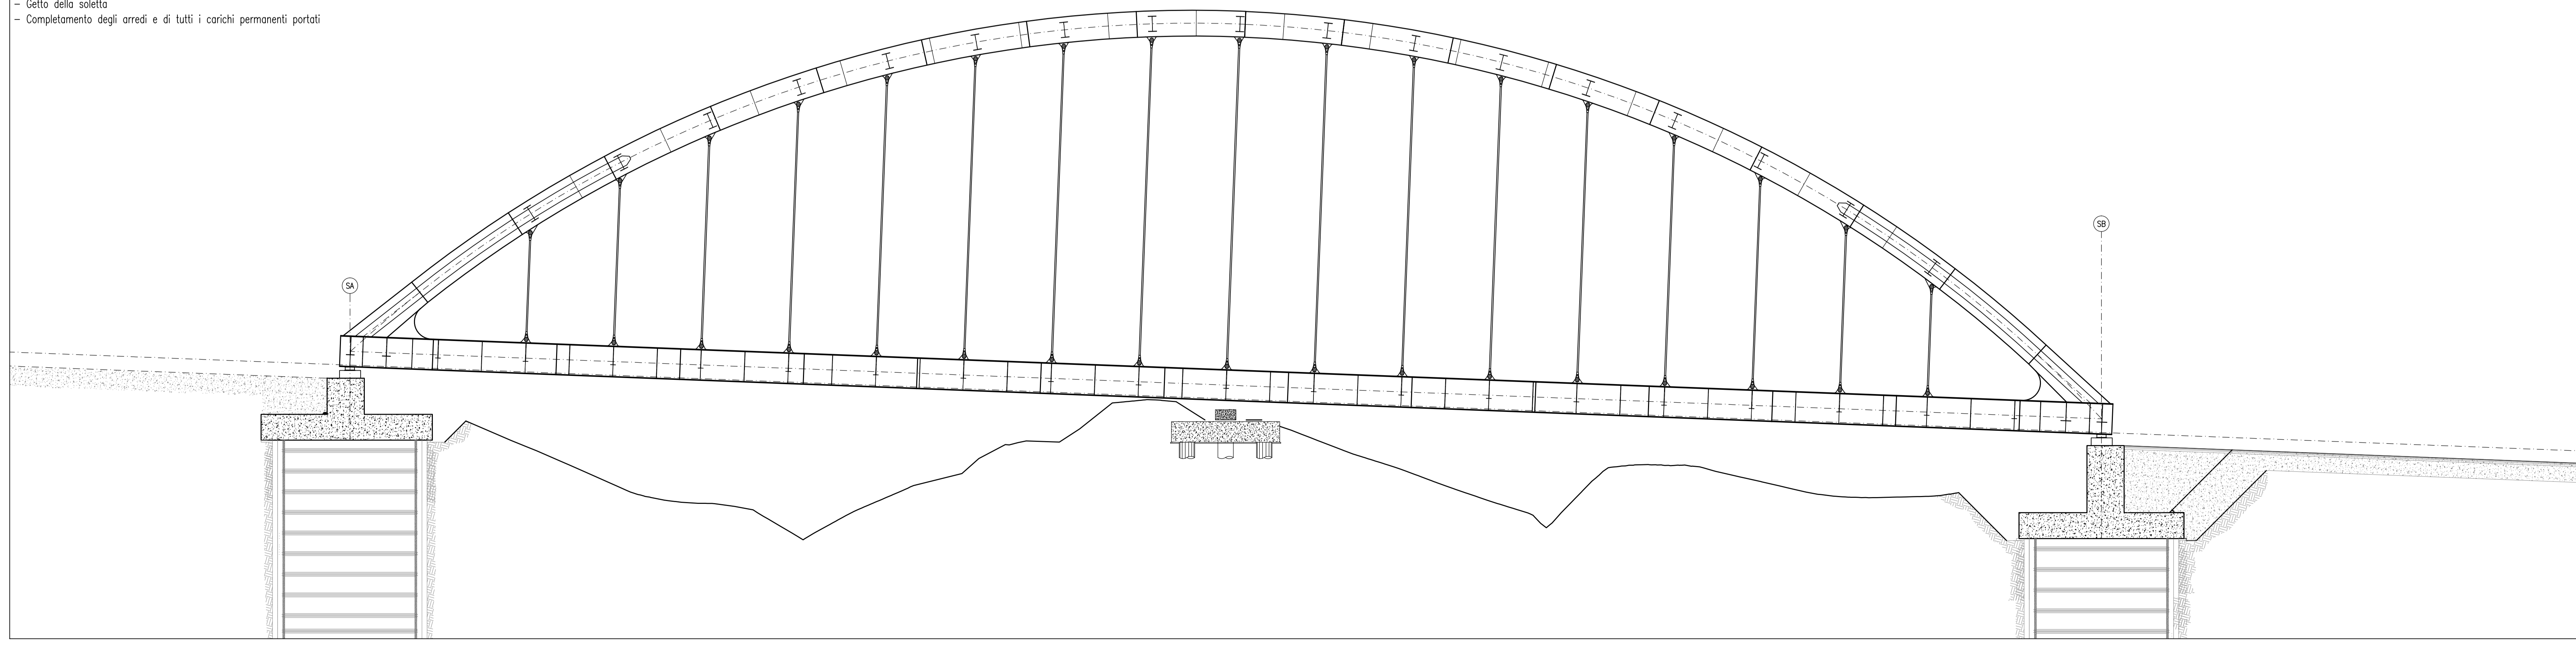 - Getto della soletta
- Completamento degli arredi e di tutti i carichi permanenti portati
SB
SA